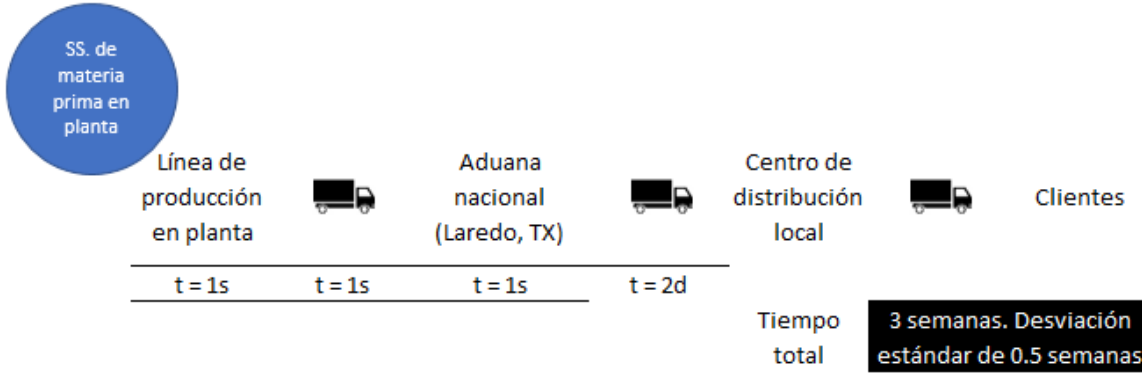 SS. de
materia
prima en
planta
Línea de
producción
en planta
Aduana
nacional
(Laredo, TX)
Centro de
distribución
local
Clientes
t = 1s
t = 1s
t = 1s
t = 2d
Tiempo
total
3 semanas. Desviación
estándar de 0.5 semanas